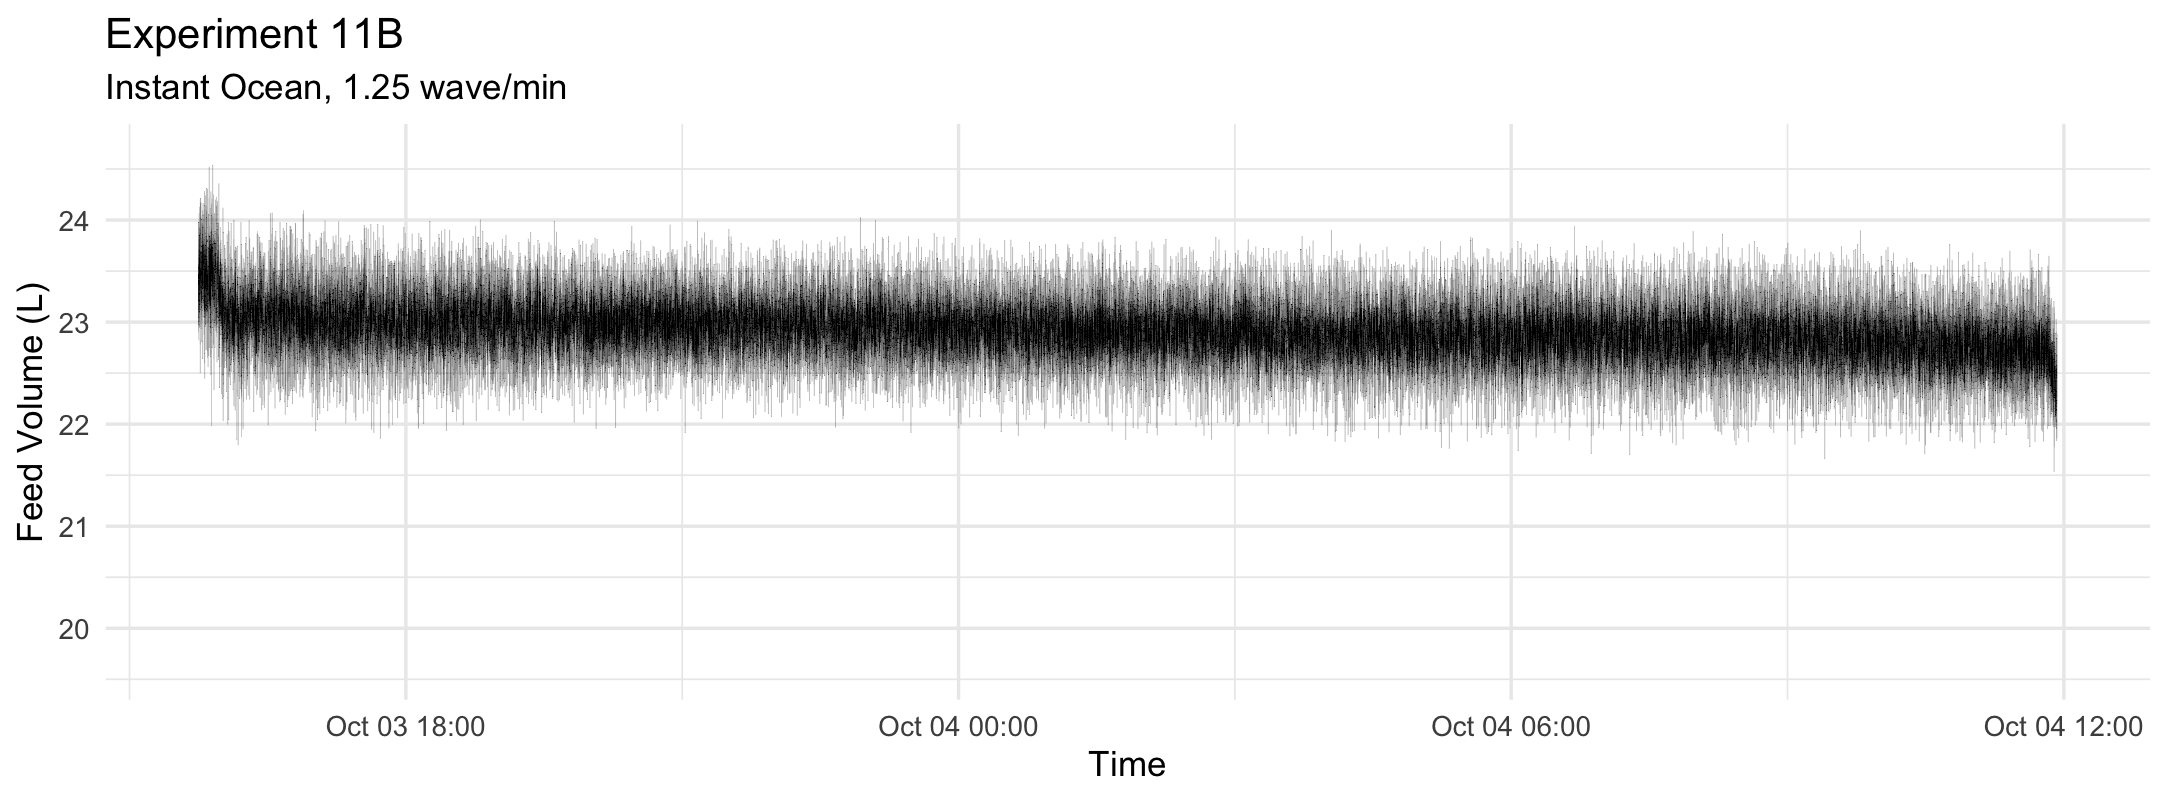 Experiment 11B
Instant Ocean, 1.25 wave/min
Feed Volume (L)
24
23
22
21
20
Oct 03 18:00 Oct 04 00:00 Oct 04 06:00 Oct 04 12:00
Time